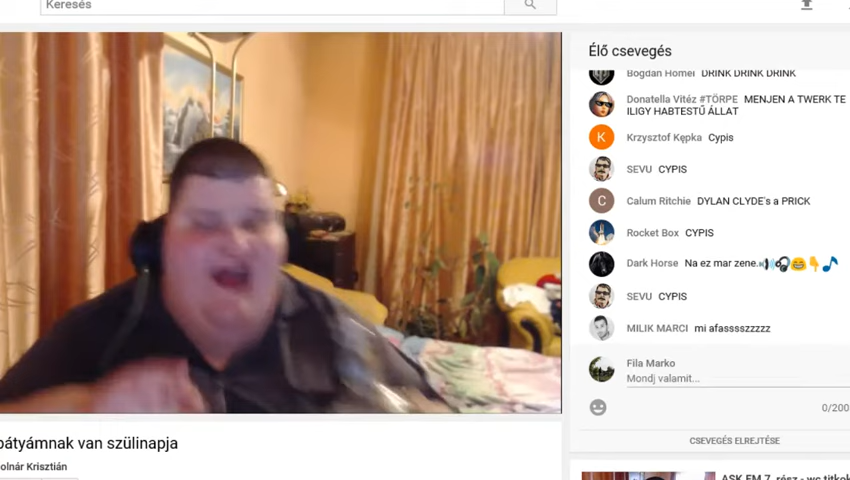 Keresés
Élő csevegés
Bogdan Homei DRINK DRINK DRINK
Donatella Vitéz #TÖRPE MENJEN A TWERK TE
ILIGY HABTESTŰ ÁLLAT
K Krzysztof Kępka Cypis
SEVU CYPIS
C Calum Ritchie DYLAN CLYDE's a PRICK
Rocket Box CYPIS
Dark Horse Na ez mar zene..
SEVU CYPIS
MILIK MARCI mi afasssszzzzz
Fila Marko
Mondj valamit...
0/200
CSEVEGÉS ELREJTÉSE
bátyámnak van szülinapja
olnár Krisztián
ASK.FM 7. rész - wc titkok